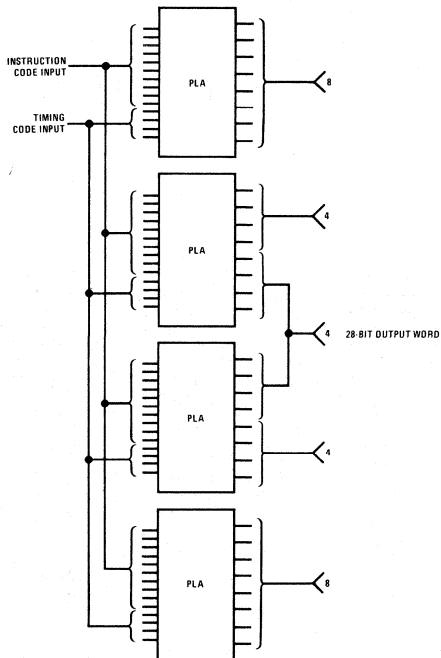 INSTRUCTION
CODE INPUT
PLA
8
TIMING
CODE INPUT
4
PLA
4 28-BIT OUTPUT WORD
PLA
4
PLA
8